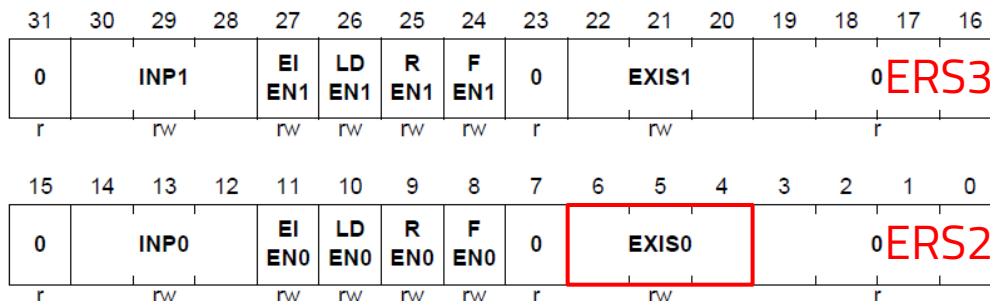 31 30 29 28 27 26 25 24 23 22 21 20 19 18 17 16
0 INP1 EI EN1 LD EN1 R EN1 F EN1 0 EXIS1 0 ERS3
r rw rw rw rw rw r rw r
15 14 13 12 11 10 9 8 7 6 5 4 3 2 1 0
0 INP0 EI EN0 LD EN0 R EN0 F EN0 0 EXIS0 0 ERS2
r rw rw rw rw rw r rw r